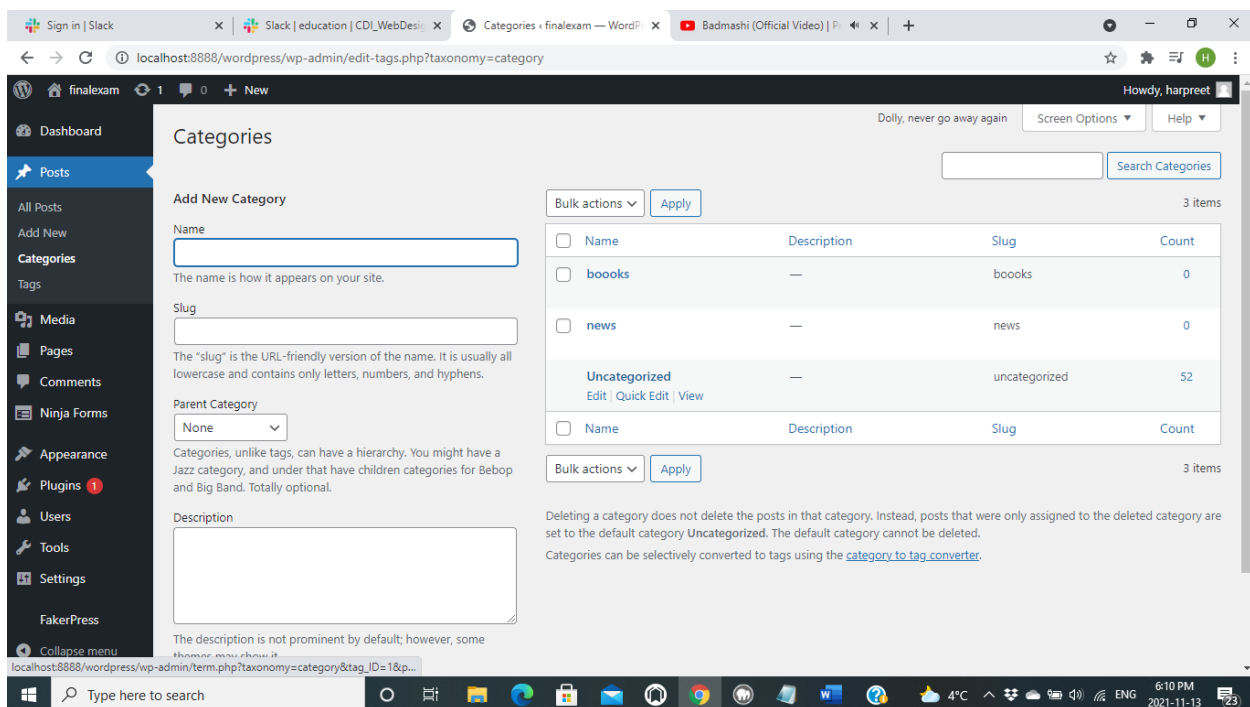 Sign in | Slack
Slack | education | CDI_WebDesig
Categories ‹ finalexam — WordPr
Badmashi (Official Video) | Pr
localhost:8888/wordpress/wp-admin/edit-tags.php?taxonomy=category
H
finalexam 1 0 + New
Howdy, harpreet
Dashboard
Posts
All Posts
Add New
Categories
Tags
Media
Pages
Comments
Ninja Forms
Appearance
Plugins 1
Users
Tools
Settings
FakerPress
Collapse menu
Dolly, never go away again
Screen Options ▼
Help ▼
Categories
Search Categories
Add New Category
Name
The name is how it appears on your site.
Slug
The “slug” is the URL-friendly version of the name. It is usually all
lowercase and contains only letters, numbers, and hyphens.
Parent Category
None
Categories, unlike tags, can have a hierarchy. You might have a
Jazz category, and under that have children categories for Bebop
and Big Band. Totally optional.
Description
The description is not prominent by default; however, some
themes may show it.
Bulk actions Apply 3 items
Name Description Slug Count
boooks — boooks 0
news — news 0
Uncategorized — uncategorized 52
Edit | Quick Edit | View
Name Description Slug Count
Bulk actions Apply 3 items
Deleting a category does not delete the posts in that category. Instead, posts that were only assigned to the deleted category are
set to the default category Uncategorized. The default category cannot be deleted.
Categories can be selectively converted to tags using the category to tag converter.
localhost:8888/wordpress/wp-admin/term.php?taxonomy=category&tag_ID=1&p...
Type here to search
4°C
ENG
6:10 PM
2021-11-13
23